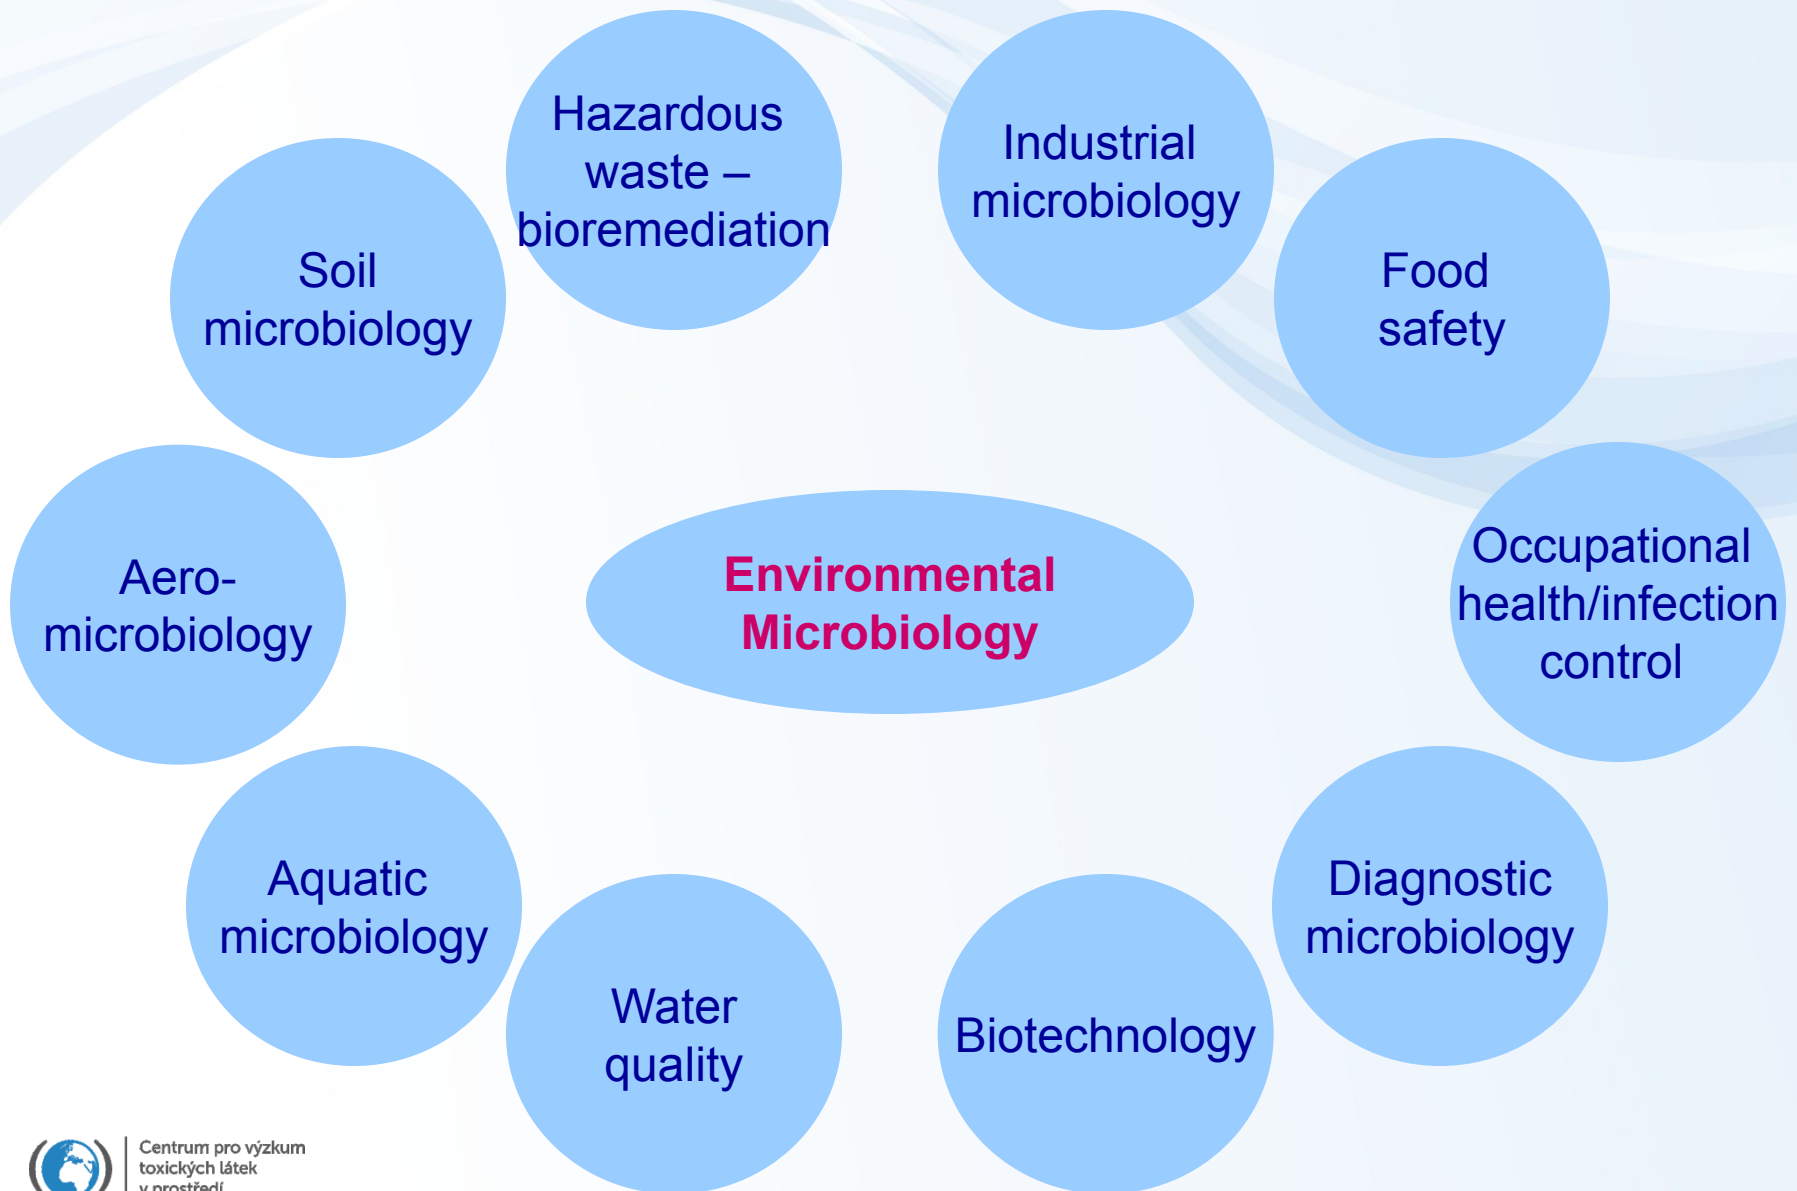 Hazardous
waste –
bioremediation
Industrial
microbiology
Soil
microbiology
Food
safety
Aero-
microbiology
Environmental
Microbiology
Occupational
health/infection
control
Aquatic
microbiology
Diagnostic
microbiology
Water
quality
Biotechnology
Centrum pro výzkum
toxických látek
v prostředí